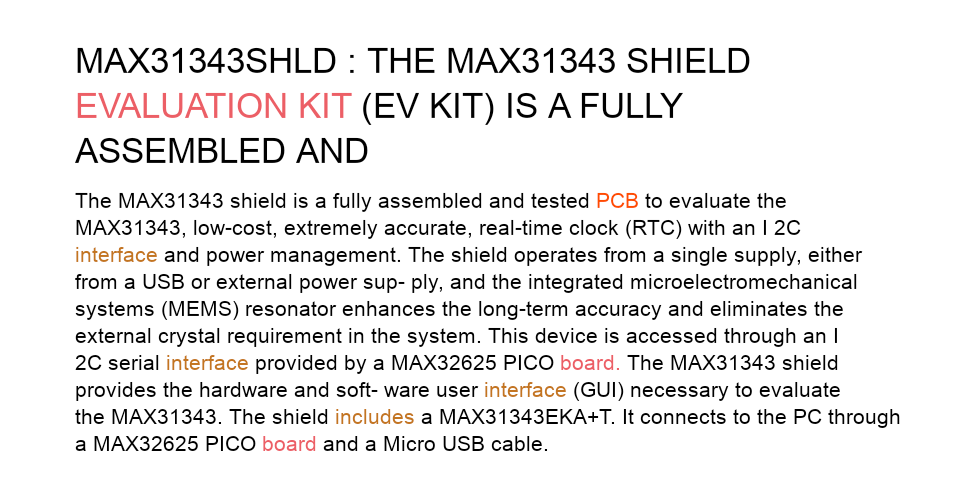 MAX31343SHLD : THE MAX31343 SHIELD
EVALUATION KIT (EV KIT) IS A FULLY
ASSEMBLED AND
The MAX31343 shield is a fully assembled and tested PCB to evaluate the
MAX31343, low-cost, extremely accurate, real-time clock (RTC) with an I 2C
interface and power management. The shield operates from a single supply, either
from a USB or external power sup- ply, and the integrated microelectromechanical
systems (MEMS) resonator enhances the long-term accuracy and eliminates the
external crystal requirement in the system. This device is accessed through an I
2C serial interface provided by a MAX32625 PICO board. The MAX31343 shield
provides the hardware and soft- ware user interface (GUI) necessary to evaluate
the MAX31343. The shield includes a MAX31343EKA+T. It connects to the PC through
a MAX32625 PICO board and a Micro USB cable.